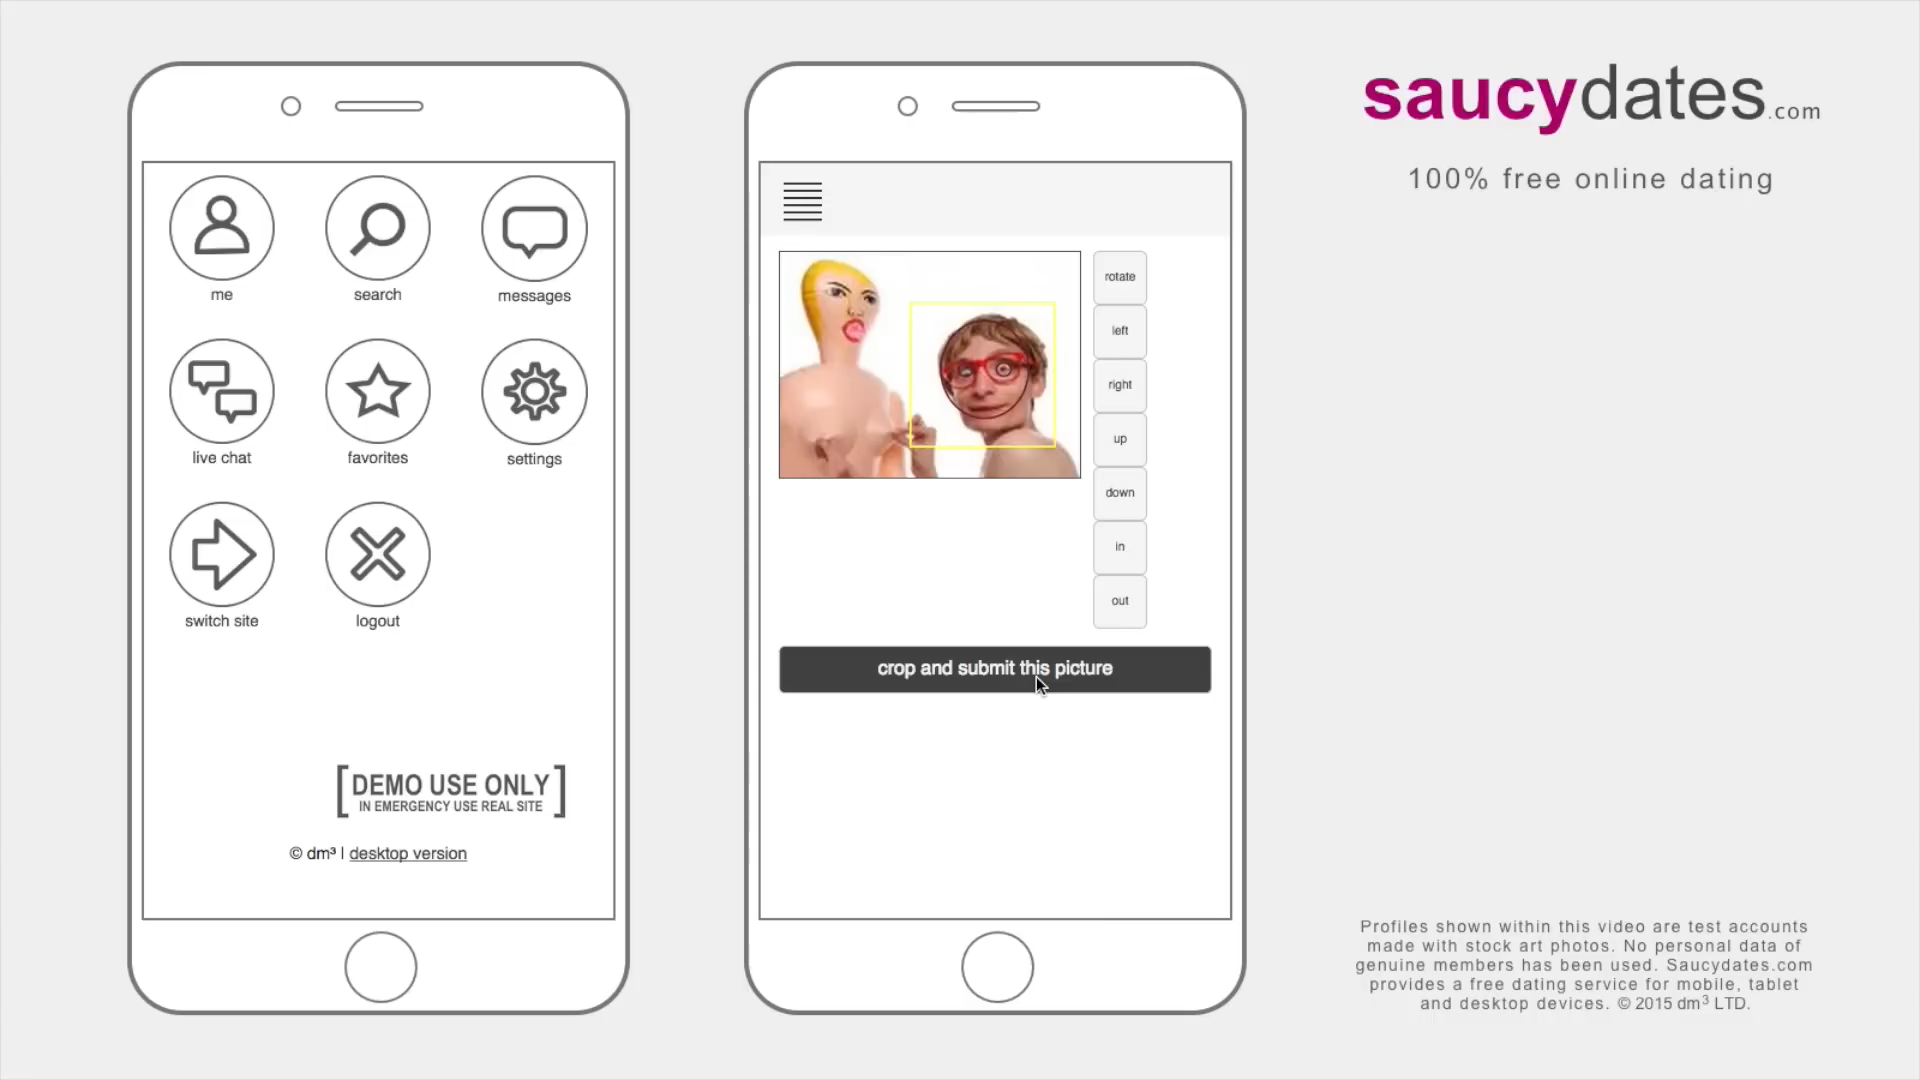 me
search
messages
live chat
favorites
settings
switch site
logout
[DEMO USE ONLY
IN EMERGENCY USE REAL SITE]
© dm³ | desktop version
rotate
left
right
up
down
in
out
crop and submit this picture
saucydates.com
100% free online dating
Profiles shown within this video are test accounts
made with stock art photos. No personal data of
genuine members has been used. Saucydates.com
provides a free dating service for mobile, tablet
and desktop devices. © 2015 dm³ LTD.